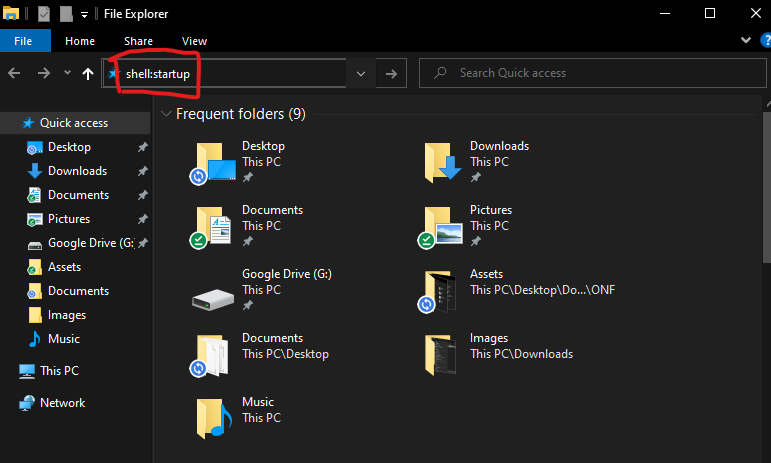 File Explorer
File
Home
Share
View
shell:startup
Search Quick access
Quick access
Desktop
Downloads
Documents
Pictures
Google Drive (G:
Assets
Documents
Images
Music
This PC
Network
Frequent folders (9)
Desktop
This PC
Downloads
This PC
Documents
This PC
Pictures
This PC
Google Drive (G:)
This PC
Assets
This PC\Desktop\Do...\ONF
Documents
This PC\Desktop
Images
This PC\Downloads
Music
This PC